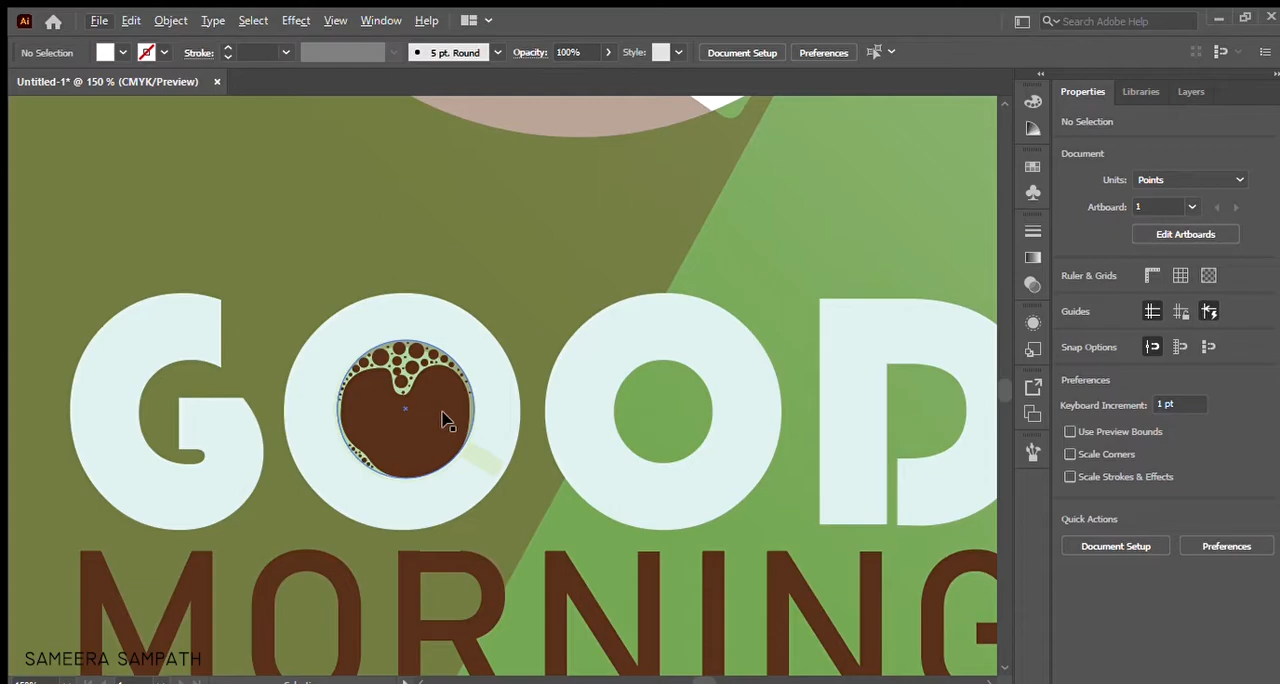 Ai File Edit Object Type Select Effect View Window Help Search Adobe Help
No Selection Stroke: 5 pt. Round Opacity: 100% Style: Document Setup Preferences
Untitled-1* @ 150 % (CMYK/Preview) ×
Properties Libraries Layers
No Selection
Document
Units: Points
Artboard: 1
Edit Artboards
Ruler & Grids
Guides
Snap Options
Preferences
Keyboard Increment: 1 pt
Use Preview Bounds
Scale Corners
Scale Strokes & Effects
Quick Actions
Document Setup Preferences
GOOD
MORNING
SAMEERA SAMPATH